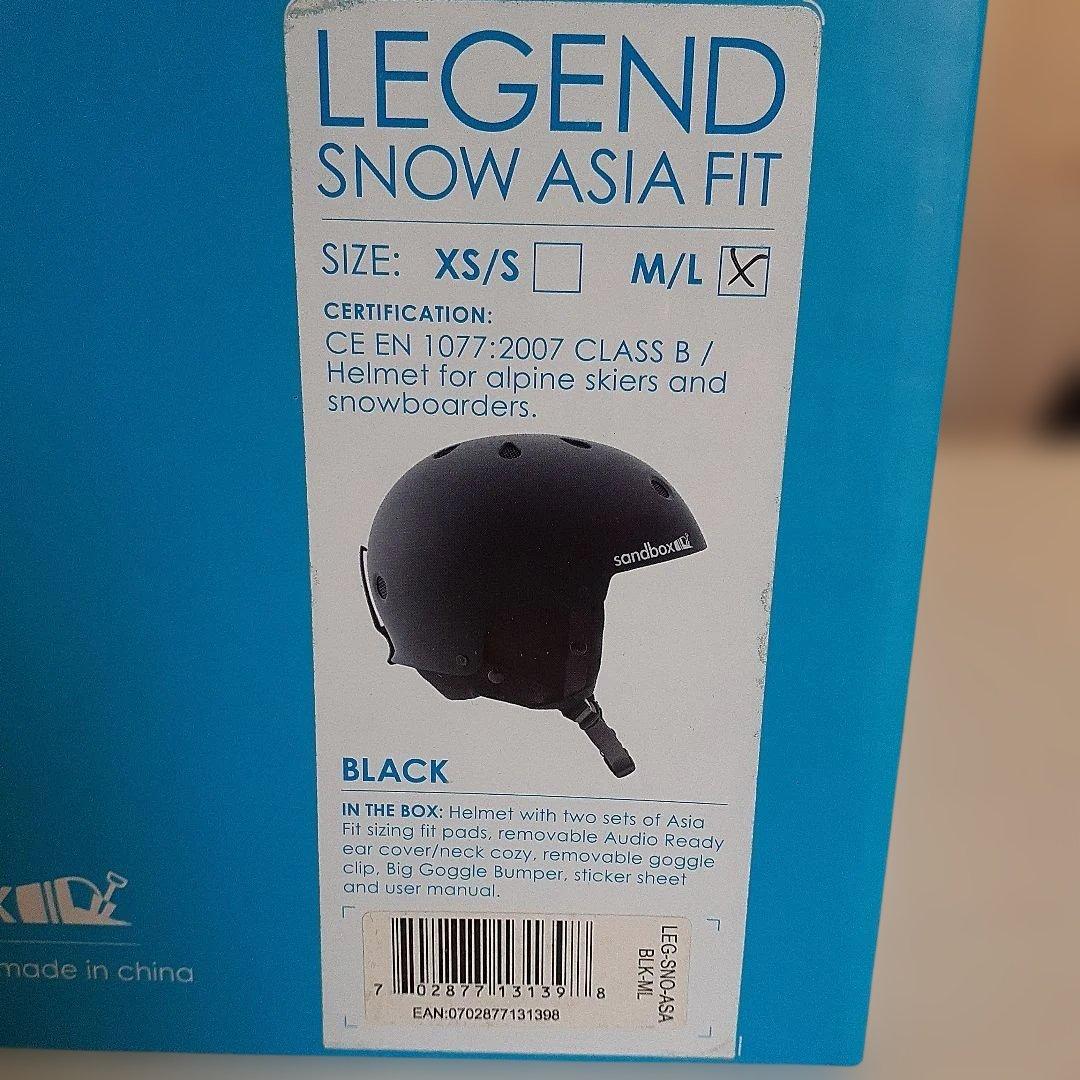 LEGEND
SNOW ASIA FIT
SIZE: XS/S M/L X
CERTIFICATION:
CE EN 1077:2007 CLASS B /
Helmet for alpine skiers and
snowboarders.
sandbox
BLACK
IN THE BOX: Helmet with two sets of Asia
Fit sizing fit pads, removable Audio Ready
ear cover/neck cozy, removable goggle
clip, Big Goggle Bumper, sticker sheet
and user manual.
7 02877 13139 8
EAN:0702877131398
LEG-SNO-ASA
BLK-ML
made in china